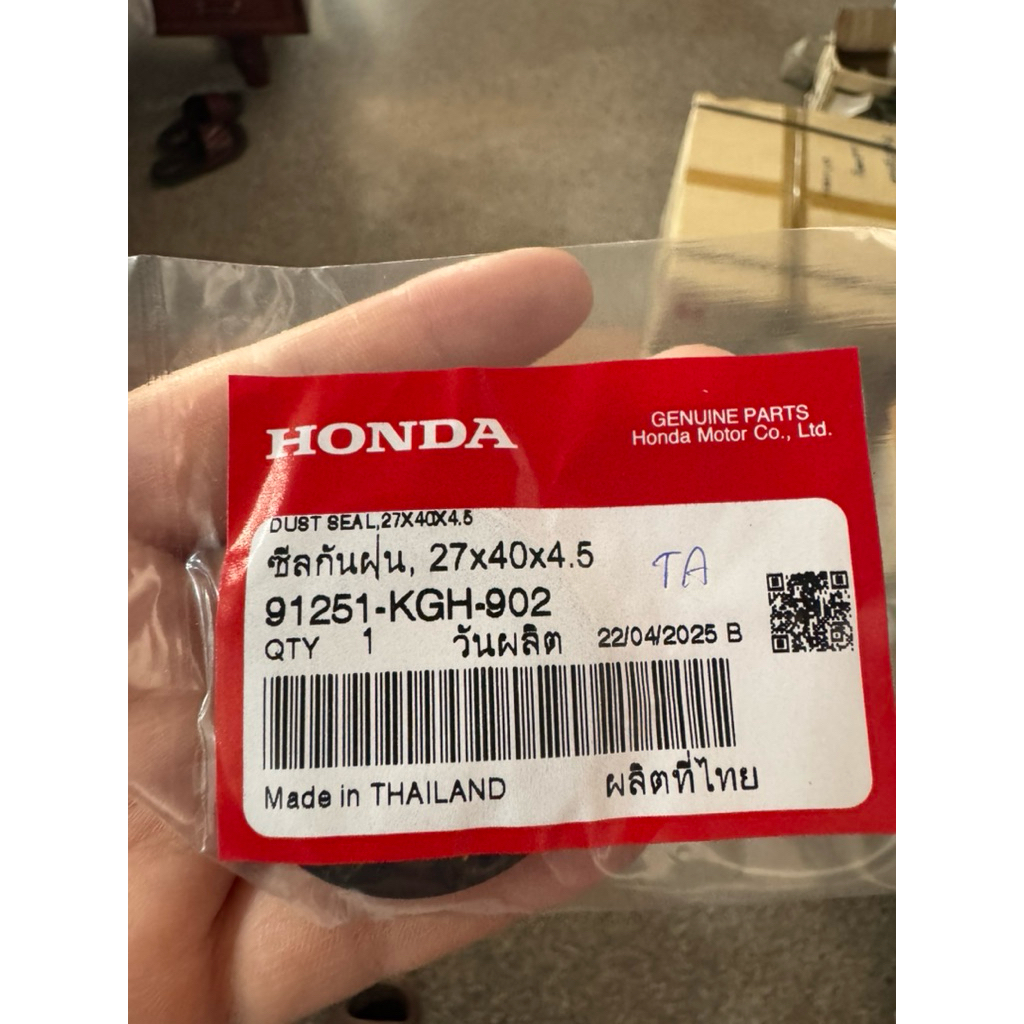 HONDA
GENUINE PARTS
Honda Motor Co., Ltd.
DUST SEAL,27X40X4.5
ซีลกันฝุ่น, 27x40x4.5
TA
91251-KGH-902
QTY 1 วันผลิต 22/04/2025 B
Made in THAILAND ผลิตที่ไทย